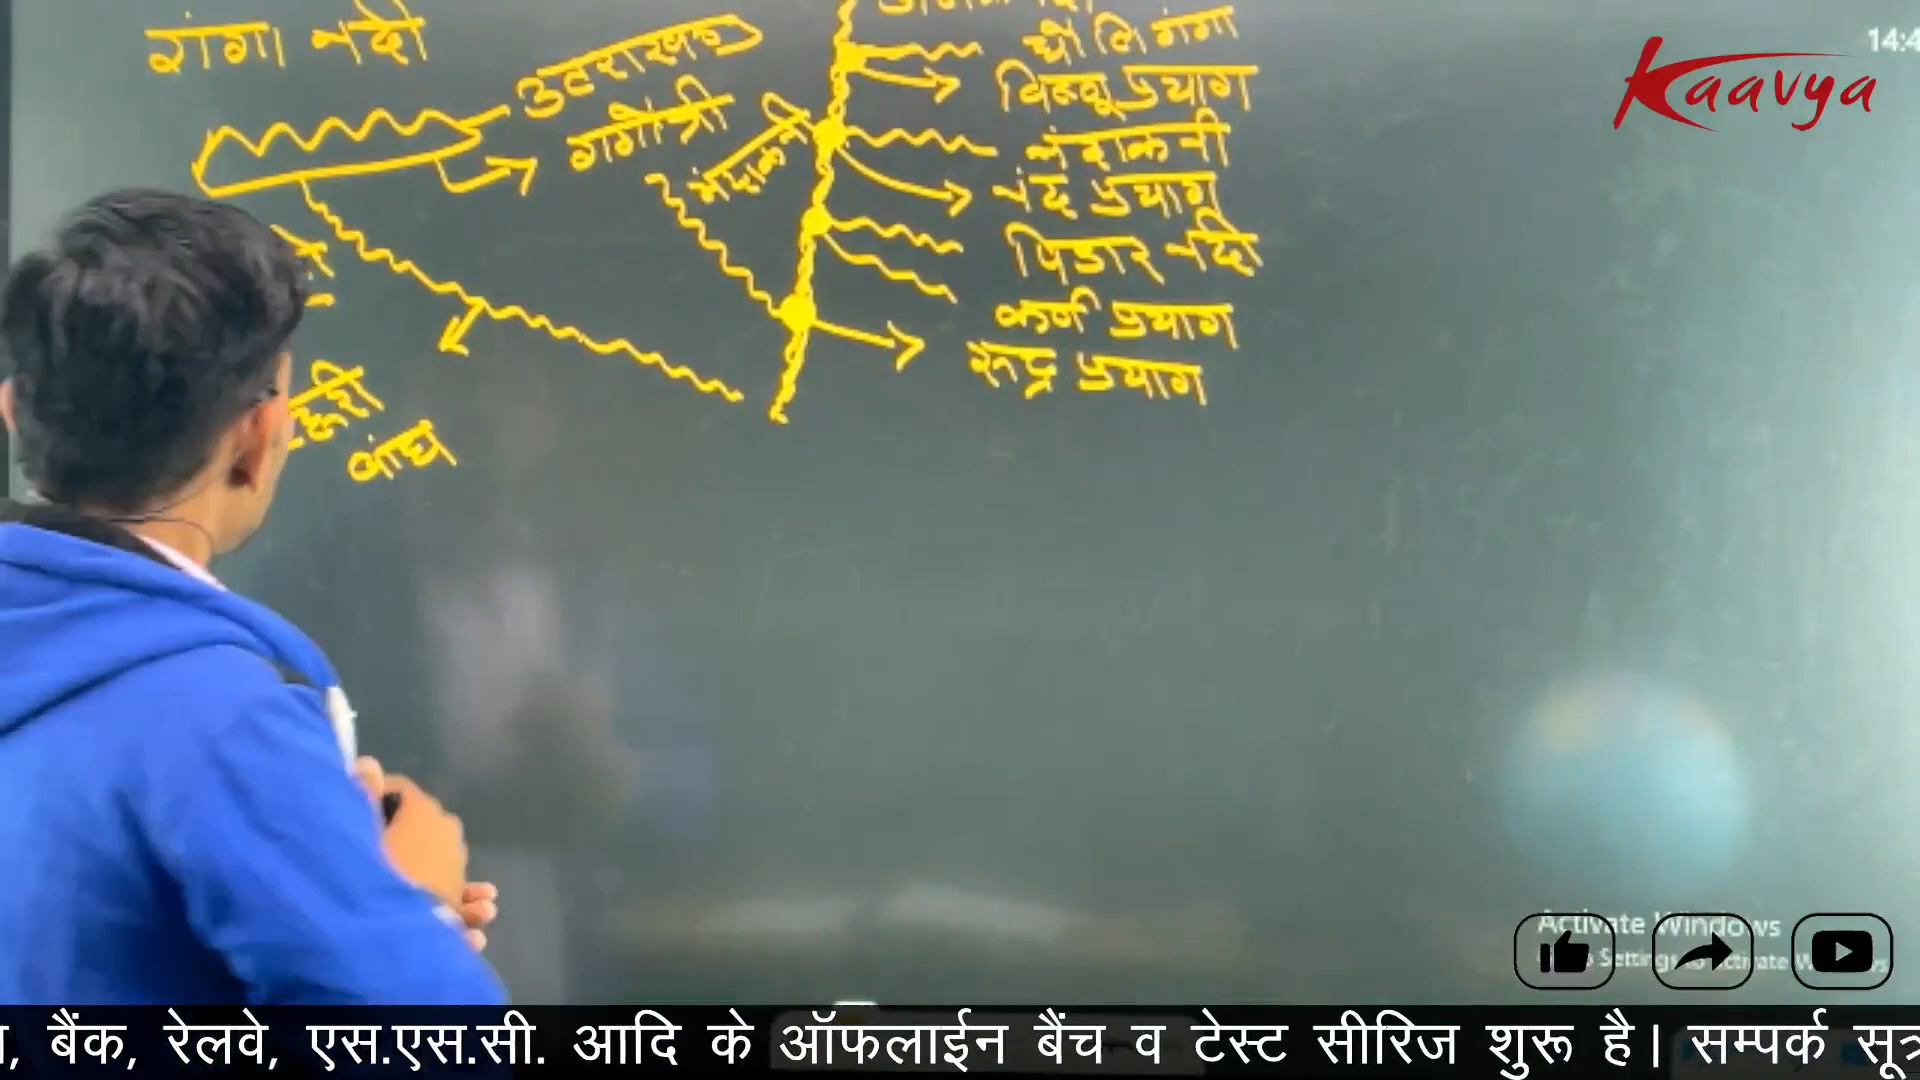 गंगा नदी
उत्तराखण्ड
गंगोत्री
धौलि गंगा
विष्णु प्रयाग
मंदाकनी
नंद प्रयाग
पिंडार नदी
कर्ण प्रयाग
रूद्र प्रयाग
बांध
Kaavya
14:4
Activate Windows
, बैंक, रेलवे, एस.एस.सी. आदि के ऑफलाईन बैंच व टेस्ट सीरिज शुरू है। सम्पर्क सूत्र